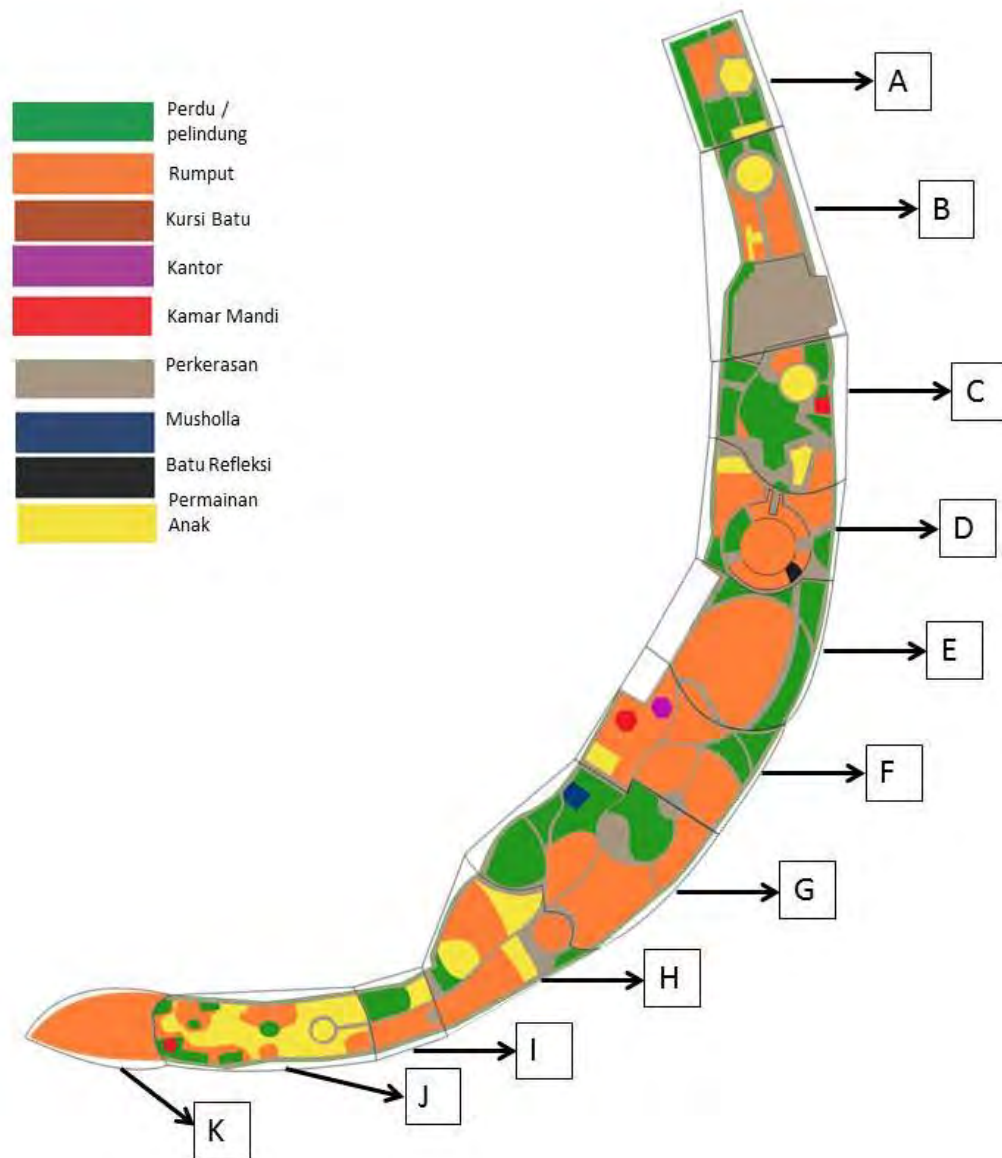 Perdu /
pelindung
Rumput
Kursi Batu
Kantor
Kamar Mandi
Perkerasan
Musholla
Batu Refleksi
Permainan
Anak
A
B
C
D
E
F
G
H
I
J
K